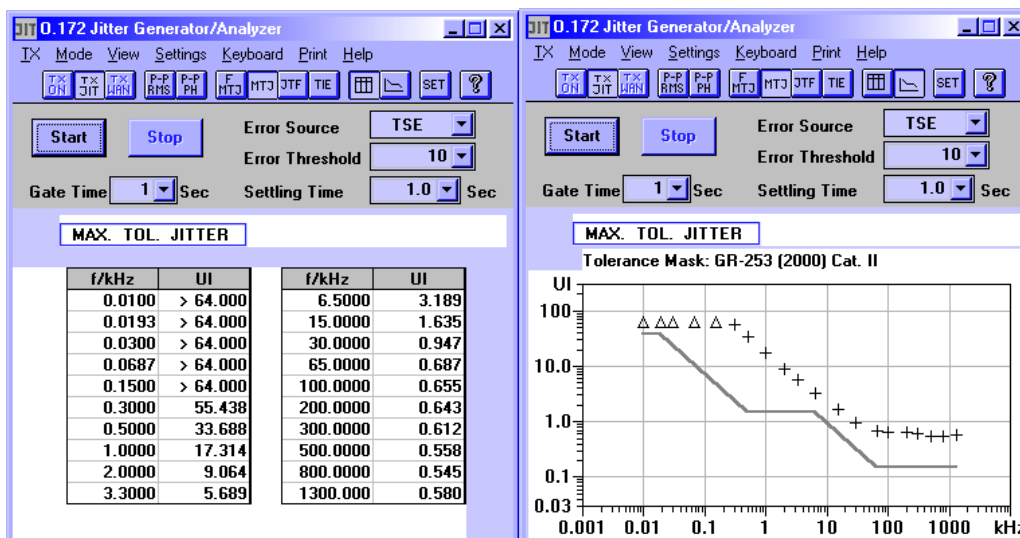 JIT O.172 Jitter Generator/Analyzer
TX Mode View Settings Keyboard Print Help
TX ON TX JIT TX WAN P-P RMS P-P PH F MTJ MTJ JTF TIE SET ?
Start Stop
Error Source TSE
Error Threshold 10
Gate Time 1 Sec Settling Time 1.0 Sec
MAX. TOL. JITTER
f/kHz UI f/kHz UI
0.0100 > 64.000 6.5000 3.189
0.0193 > 64.000 15.0000 1.635
0.0300 > 64.000 30.0000 0.947
0.0687 > 64.000 65.0000 0.687
0.1500 > 64.000 100.0000 0.655
0.3000 55.438 200.0000 0.643
0.5000 33.688 300.0000 0.612
1.0000 17.314 500.0000 0.558
2.0000 9.064 800.0000 0.545
3.3000 5.689 1300.000 0.580
JIT O.172 Jitter Generator/Analyzer
TX Mode View Settings Keyboard Print Help
TX ON TX JIT TX WAN P-P RMS P-P PH F MTJ MTJ JTF TIE SET ?
Start Stop
Error Source TSE
Error Threshold 10
Gate Time 1 Sec Settling Time 1.0 Sec
MAX. TOL. JITTER
Tolerance Mask: GR-253 (2000) Cat. II
UI
100
10.0
1.0
0.1
0.03
0.001 0.01 0.1 1 10 100 1000 kHz